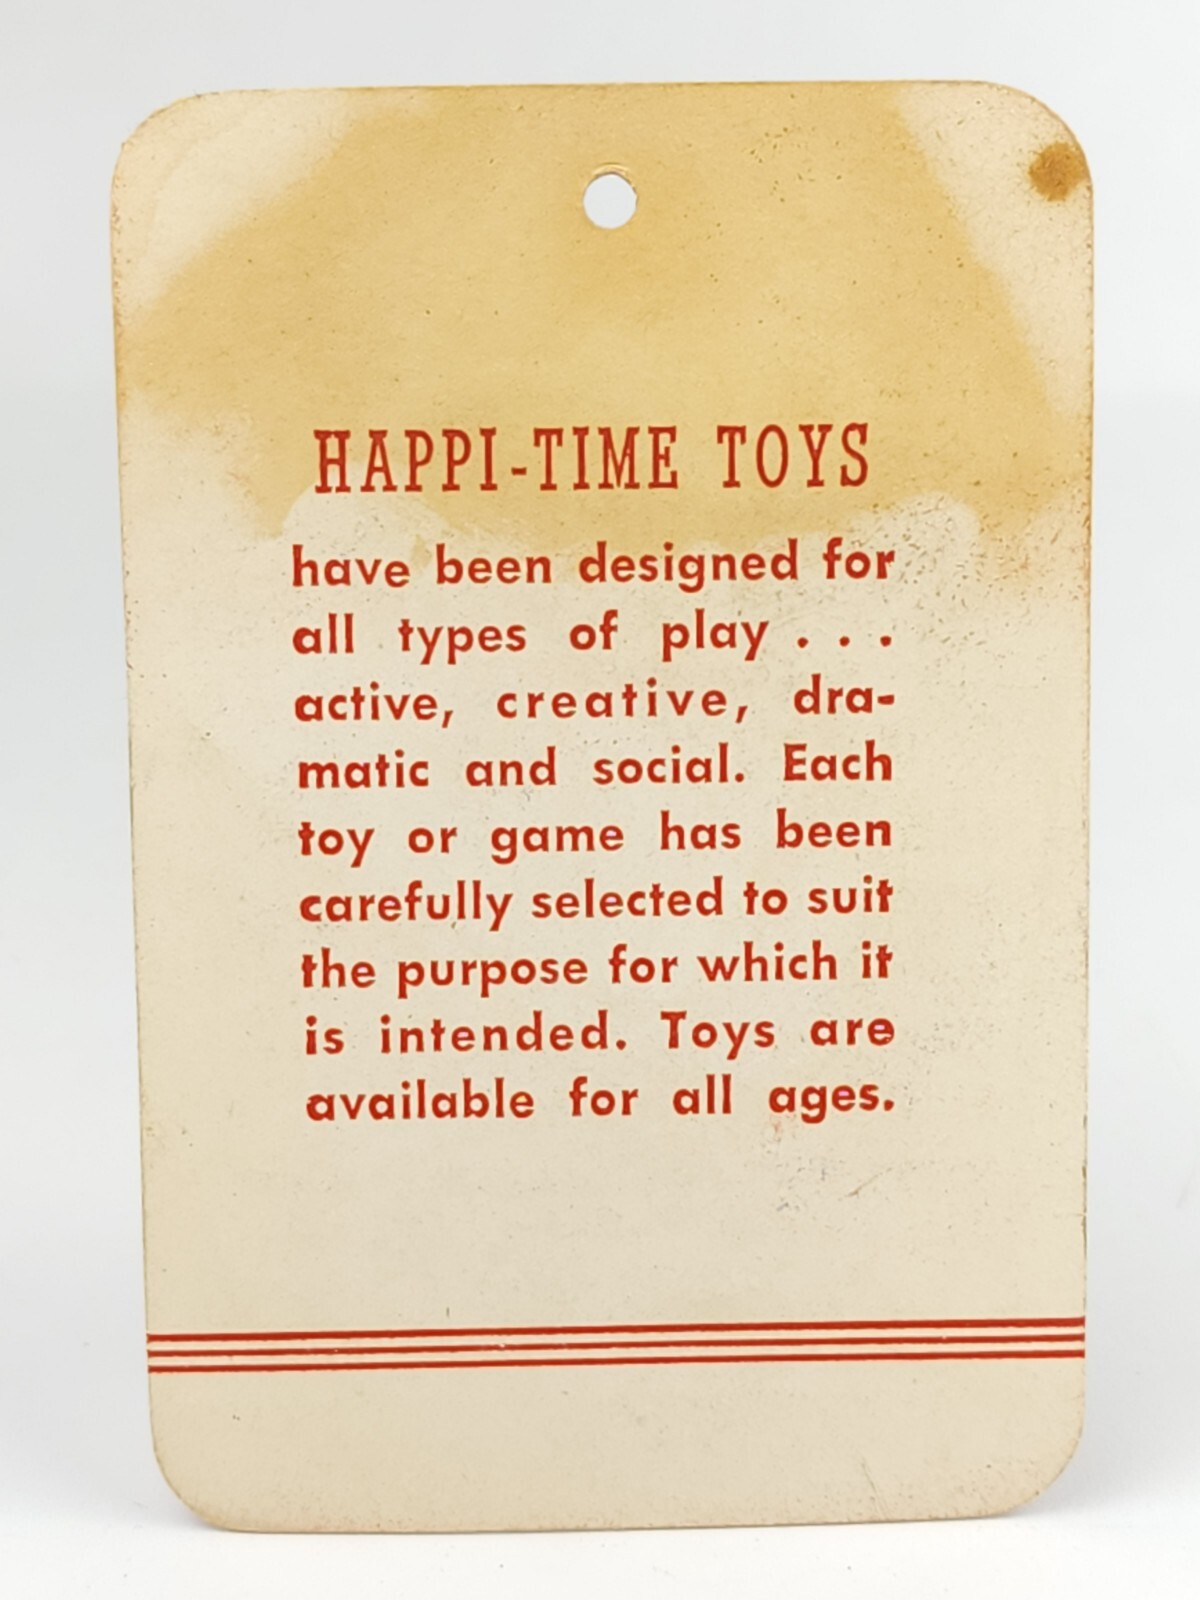 HAPPI-TIME TOYS
have been designed for
all types of play . . .
active, creative, dra-
matic and social. Each
toy or game has been
carefully selected to suit
the purpose for which it
is intended. Toys are
available for all ages.